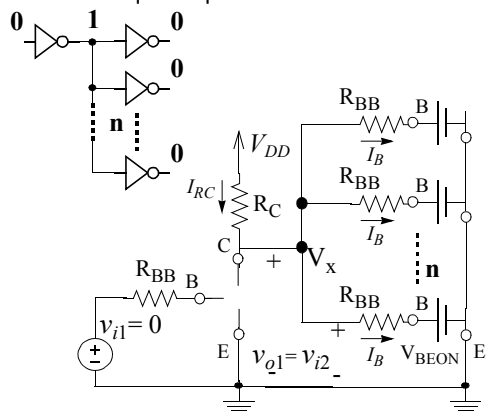 0 1 0
0
n
0
R_BB B
V_DD
R_BB B
I_RC I_B
R_C
I_B
C
+ V_x n
R_BB B
R_BB B
v_i1 = 0
+
E v_o1 = v_i2 I_B V_BEON E